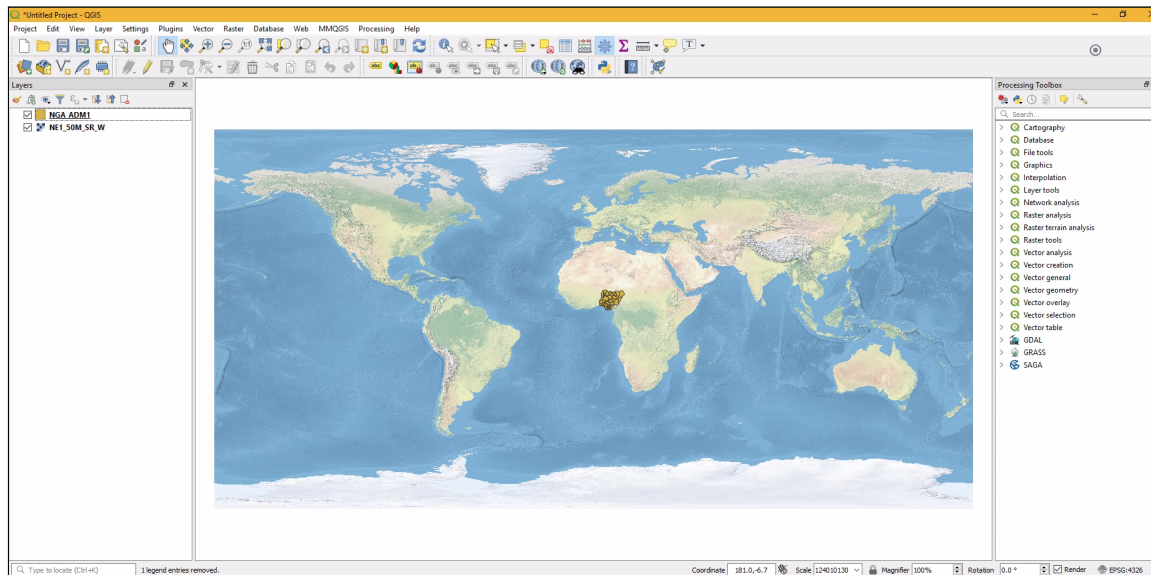 *Untitled Project - QGIS
Project Edit View Layer Settings Plugins Vector Raster Database Web MMQGIS Processing Help
Layers
NGA_ADM1
NE1_50M_SR_W
Processing Toolbox
Search...
Cartography
Database
File tools
Graphics
Interpolation
Layer tools
Network analysis
Raster analysis
Raster terrain analysis
Raster tools
Vector analysis
Vector creation
Vector general
Vector geometry
Vector overlay
Vector selection
Vector table
GDAL
GRASS
SAGA
Type to locate (Ctrl+K) 1 legend entries removed. Coordinate 181.0,-6.7 Scale 124010130 Magnifier 100% Rotation 0.0 ° Render EPSG:4326